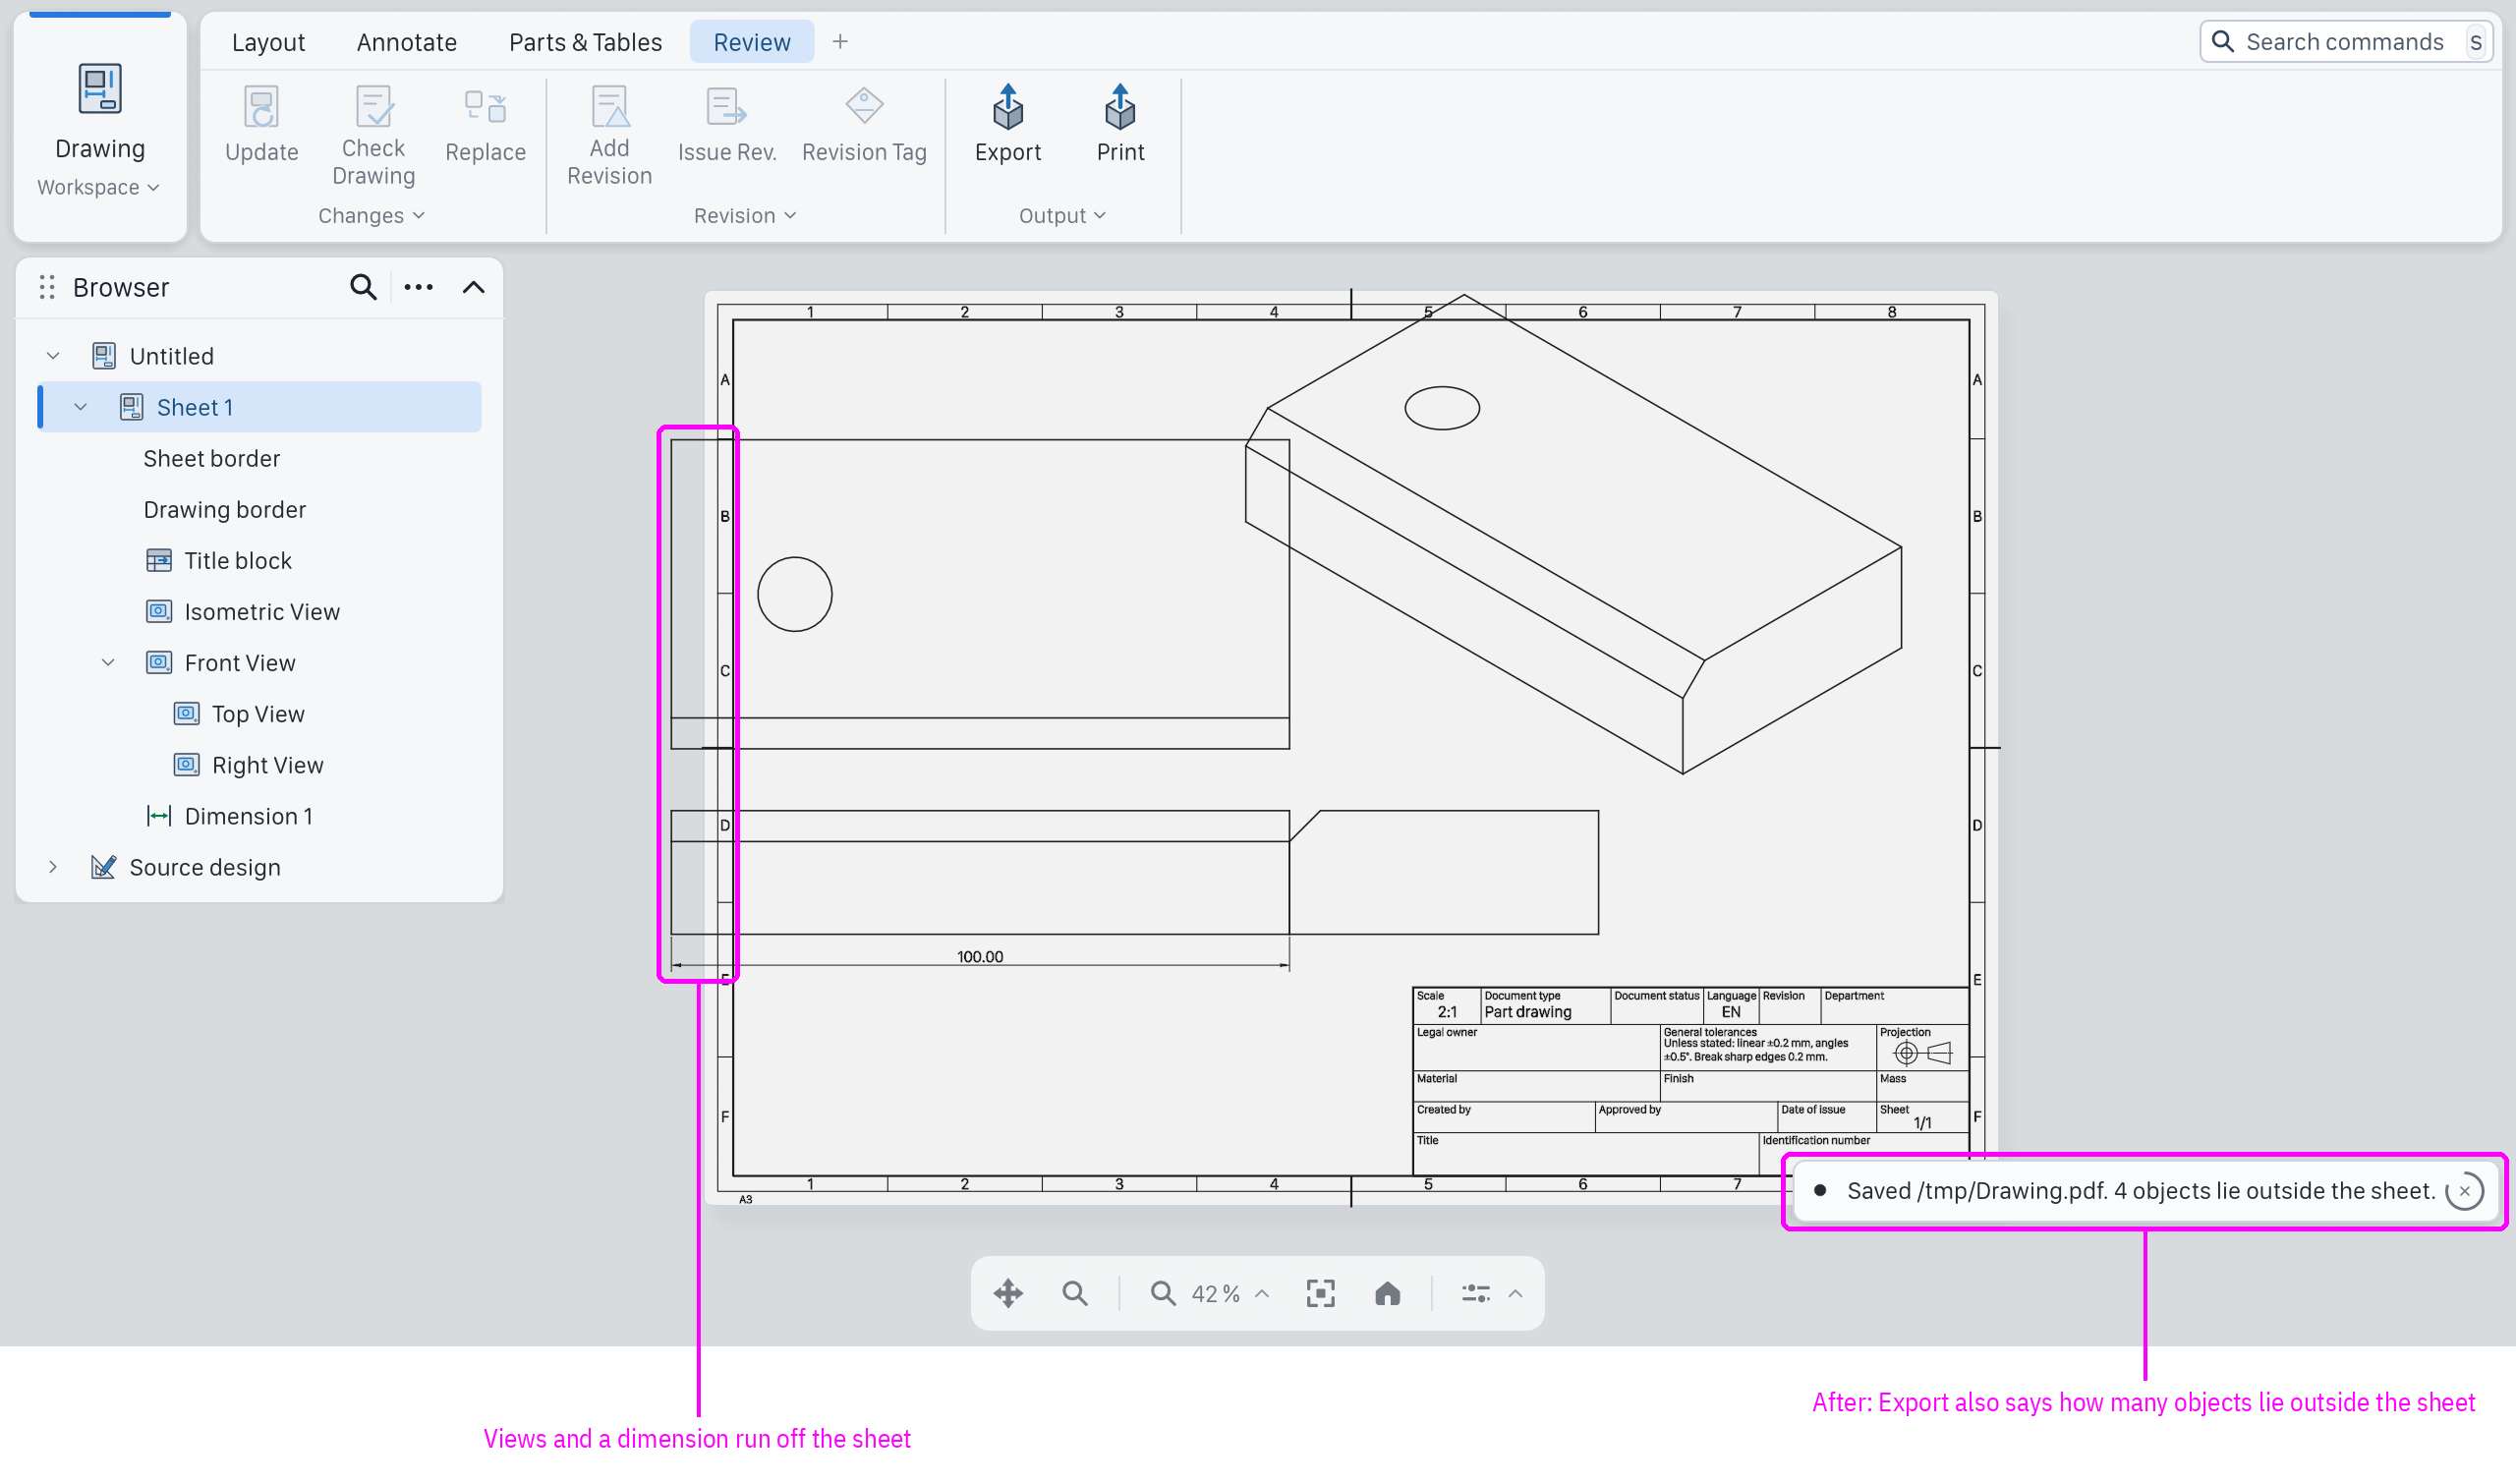 Layout Annotate Parts & Tables Review
Search commands S
Drawing
Workspace
Update
Check
Drawing
Replace
Changes
Add
Revision
Issue Rev.
Revision Tag
Revision
Export
Print
Output
Browser
Untitled
Sheet 1
Sheet border
Drawing border
Title block
Isometric View
Front View
Top View
Right View
Dimension 1
Source design
1 2 3 4 5 6 7 8
A A
B B
C C
D D
100.00
E E
F F
Scale
2:1
Document type
Part drawing
Document status
Language
EN
Revision
Department
Legal owner
General tolerances
Unless stated: linear ±0.2 mm, angles
±0.5°. Break sharp edges 0.2 mm.
Projection
Material
Finish
Mass
Created by
Approved by
Date of issue
Sheet
1/1
Title
Identification number
1 2 3 4 5 6 7
A3
Saved /tmp/Drawing.pdf. 4 objects lie outside the sheet.
42 %
After: Export also says how many objects lie outside the sheet
Views and a dimension run off the sheet